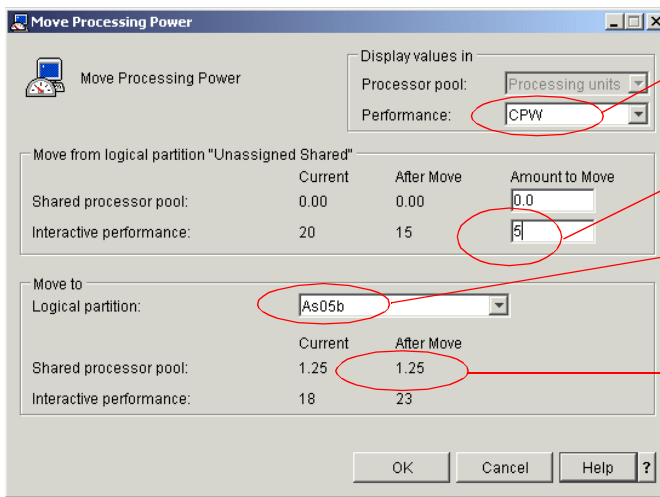 Move Processing Power
Move Processing Power
Display values in
Processor pool: Processing units
Performance: CPW
Move from logical partition "Unassigned Shared"
Current After Move Amount to Move
Shared processor pool: 0.00 0.00 0.0
Interactive performance: 20 15 5
Move to
Logical partition: As05b
Current After Move
Shared processor pool: 1.25 1.25
Interactive performance: 18 23
OK Cancel Help ?